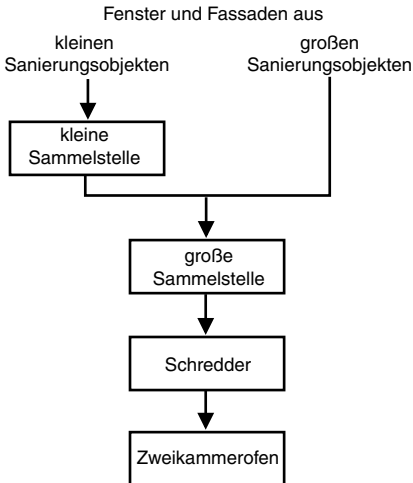 Fenster und Fassaden aus
kleinen
Sanierungsobjekten
großen
Sanierungsobjekten
kleine
Sammelstelle
große
Sammelstelle
Schredder
Zweikammerofen